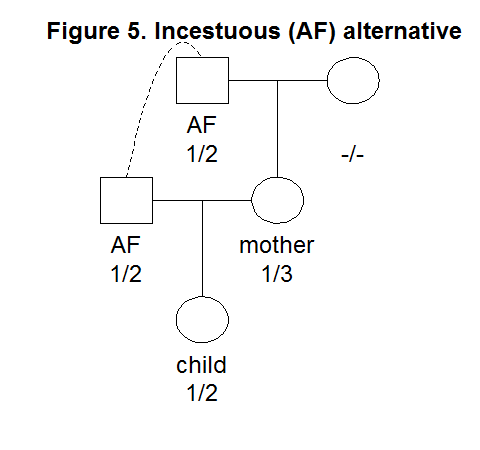 Figure 5. Incestuous (AF) alternative
AF
1/2
-/-
AF
1/2
mother
1/3
child
1/2